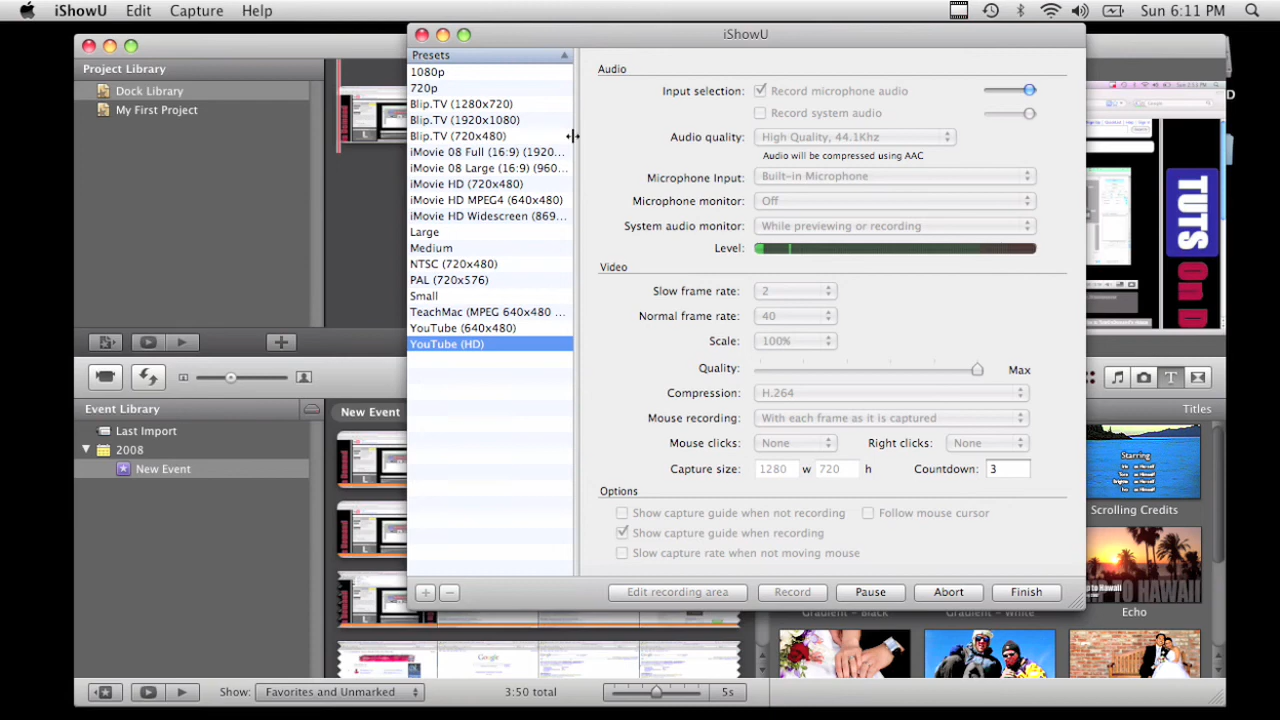 iShowU Edit Capture Help Sun 6:11 PM
Project Library
Dock Library
My First Project
iShowU
Presets
1080p
720p
Blip.TV (1280x720)
Blip.TV (1920x1080)
Blip.TV (720x480)
iMovie 08 Full (16:9) (1920...
iMovie 08 Large (16:9) (960...
iMovie HD (720x480)
iMovie HD MPEG4 (640x480)
iMovie HD Widescreen (869...
Large
Medium
NTSC (720x480)
PAL (720x576)
Small
TeachMac (MPEG 640x480 ...
YouTube (640x480)
YouTube (HD)
Audio
Input selection: Record microphone audio
Record system audio
Audio quality: High Quality, 44.1Khz
Audio will be compressed using AAC
Microphone Input: Built-in Microphone
Microphone monitor: Off
System audio monitor: While previewing or recording
Level:
Video
Slow frame rate: 2
Normal frame rate: 40
Scale: 100%
Quality: Max
Compression: H.264
Mouse recording: With each frame as it is captured
Mouse clicks: None Right clicks: None
Capture size: 1280 w 720 h Countdown: 3
Options
Show capture guide when not recording Follow mouse cursor
Show capture guide when recording
Slow capture rate when not moving mouse
Edit recording area Record Pause Abort Finish
TUTS
Event Library
Last Import
2008
New Event
New Event
Titles
Starring
Scrolling Credits
Gradient - Black Gradient - White Echo
Google
Show: Favorites and Unmarked 3:50 total 5s